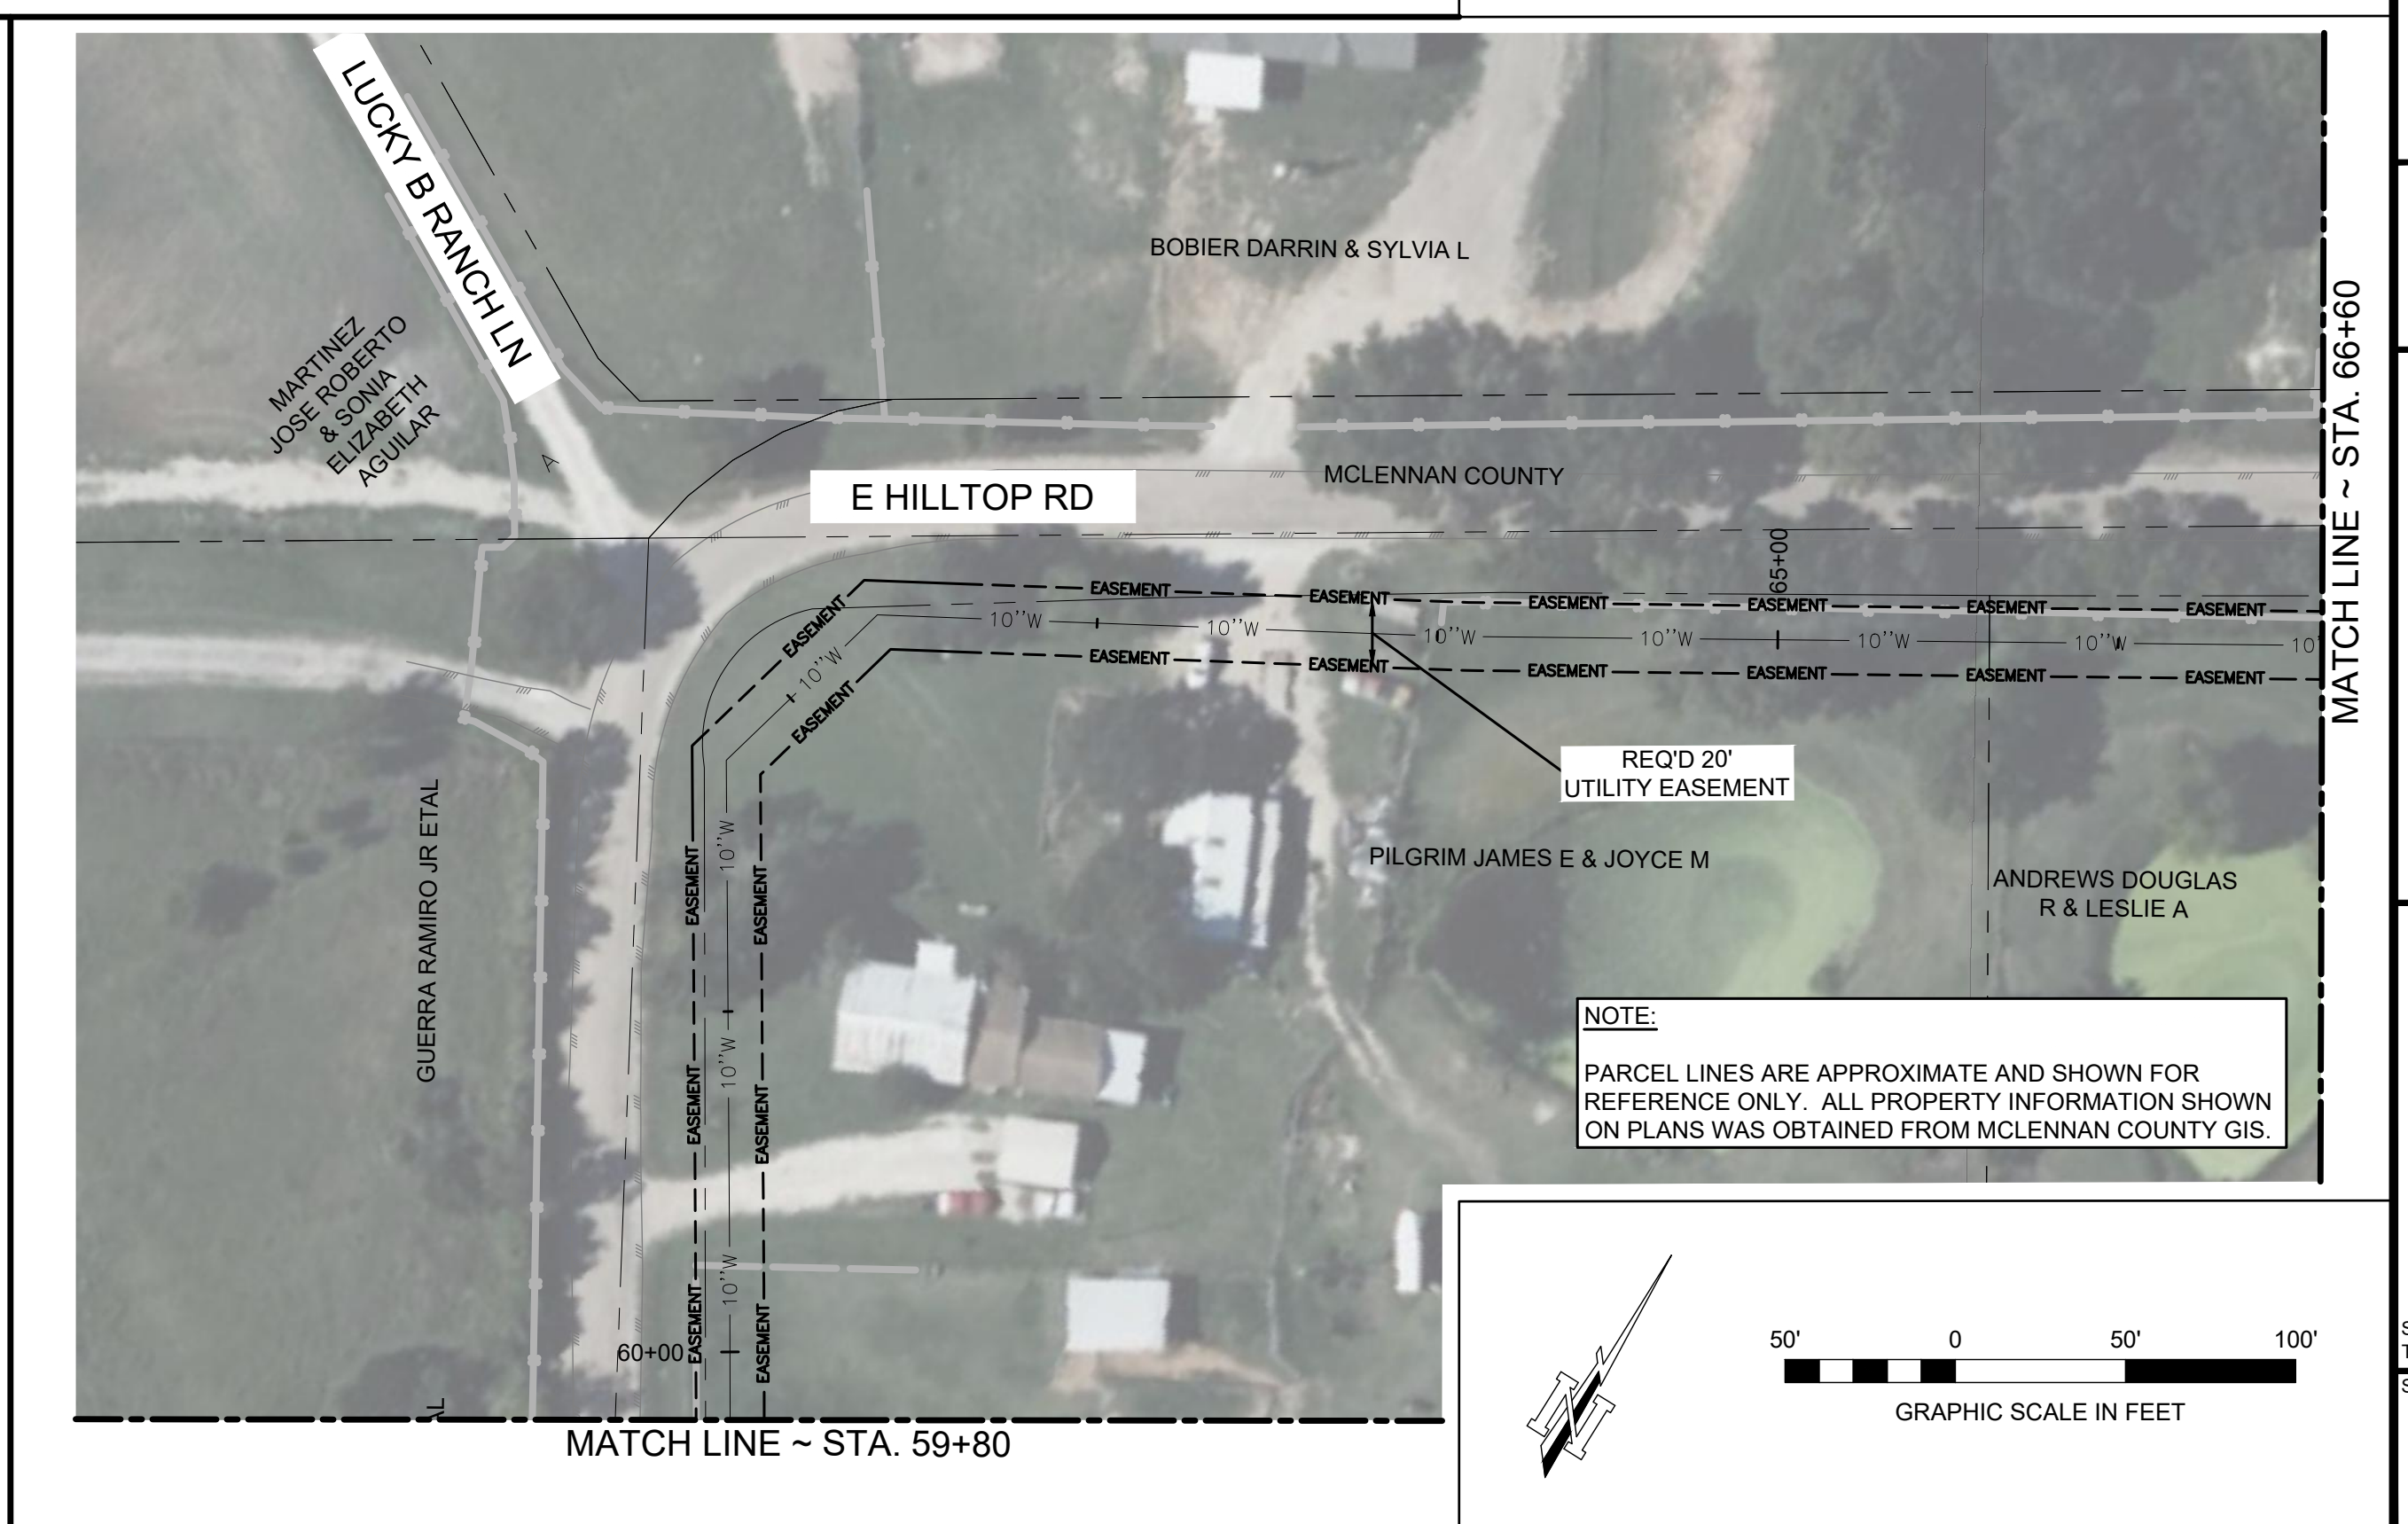 LUCKY B RANCH LN
BOBIER DARRIN & SYLVIA L
MARTINEZ
JOSE ROBERTO
& SONIA
ELIZABETH
AGUILAR
A
E HILLTOP RD
MCLENNAN COUNTY
MATCH LINE ~ STA. 66+60
65+00
EASEMENT
EASEMENT
EASEMENT
EASEMENT
EASEMENT
EASEMENT
EASEMENT
10''W
10''W
10''W
10''W
10''W
10''W
10''W
10
EASEMENT
EASEMENT
EASEMENT
EASEMENT
EASEMENT
EASEMENT
EASEMENT
REQ'D 20'
UTILITY EASEMENT
GUERRA RAMIRO JR ETAL
EASEMENT
10''W
EASEMENT
PILGRIM JAMES E & JOYCE M
ANDREWS DOUGLAS
R & LESLIE A
EASEMENT
10''W
EASEMENT
NOTE:
PARCEL LINES ARE APPROXIMATE AND SHOWN FOR
REFERENCE ONLY.  ALL PROPERTY INFORMATION SHOWN
ON PLANS WAS OBTAINED FROM MCLENNAN COUNTY GIS.
EASEMENT
10''W
EASEMENT
60+00
AL
MATCH LINE ~ STA. 59+80
N
50' 0 50' 100'
GRAPHIC SCALE IN FEET